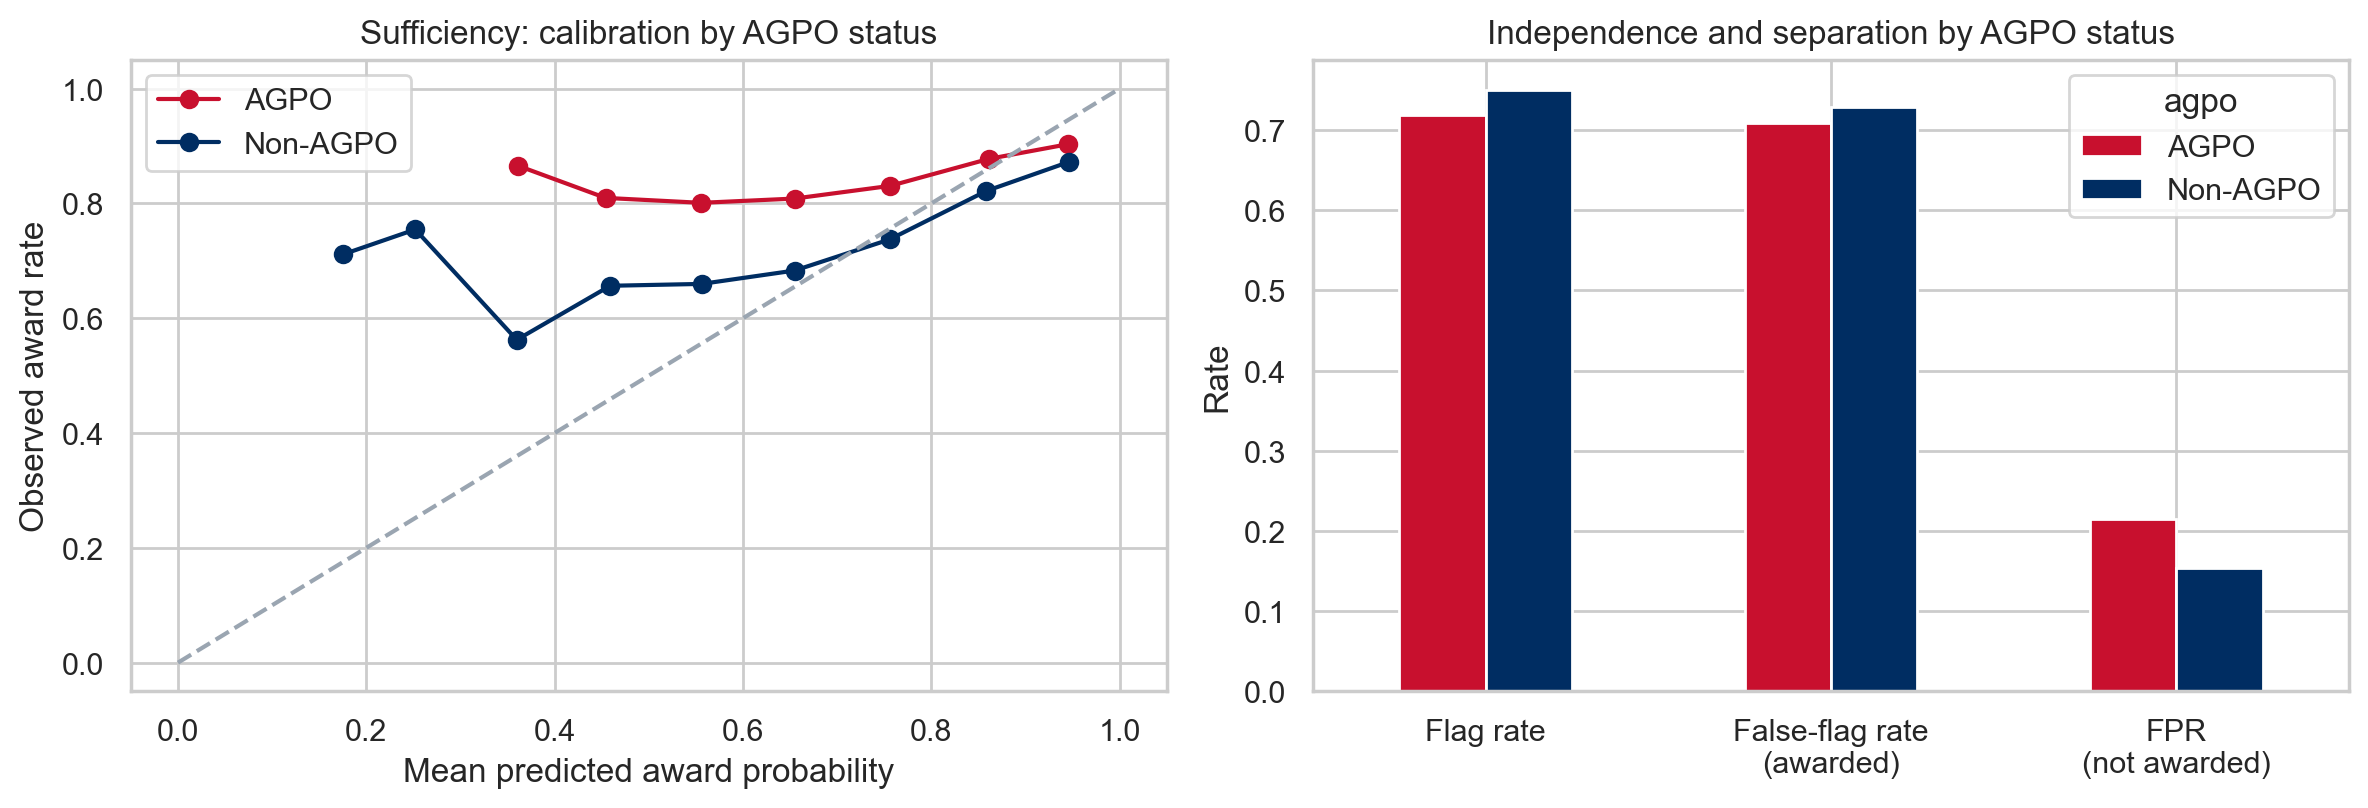 Sufficiency: calibration by AGPO status
AGPO
Non-AGPO
1.0
0.8
0.6
0.4
0.2
0.0
Observed award rate
0.0 0.2 0.4 0.6 0.8 1.0
Mean predicted award probability
Independence and separation by AGPO status
agpo
AGPO
Non-AGPO
0.7
0.6
0.5
0.4
0.3
0.2
0.1
0.0
Rate
Flag rate
False-flag rate
(awarded)
FPR
(not awarded)